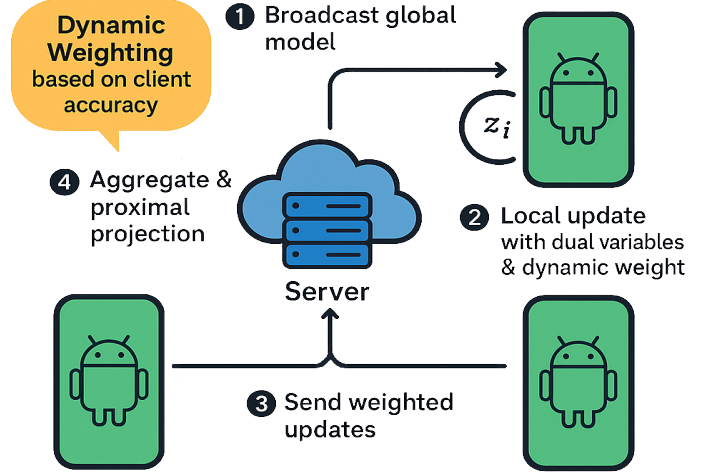 Dynamic
Weighting
based on client
accuracy
1 Broadcast global
model
z_i
4 Aggregate &
proximal
projection
2 Local update
with dual variables
& dynamic weight
Server
3 Send weighted
updates